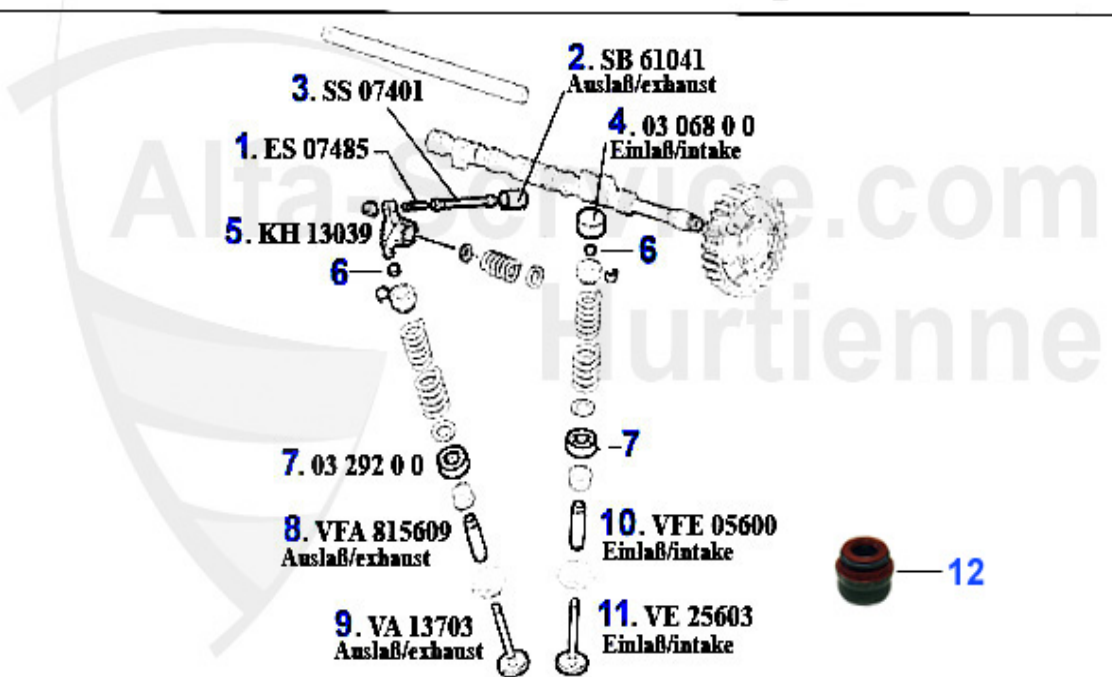 2. SB 61041
Auslaß/exhaust
3. SS 07401
4. 03 068 0 0
Einlaß/intake
1. ES 07485
5. KH 13039
6
6
7. 03 292 0 0
7
8. VFA 815609
Auslaß/exhaust
10. VFE 05600
Einlaß/intake
12
9. VA 13703
Auslaß/exhaust
11. VE 25603
Einlaß/intake
Alfa-Service.com
Hurtienne